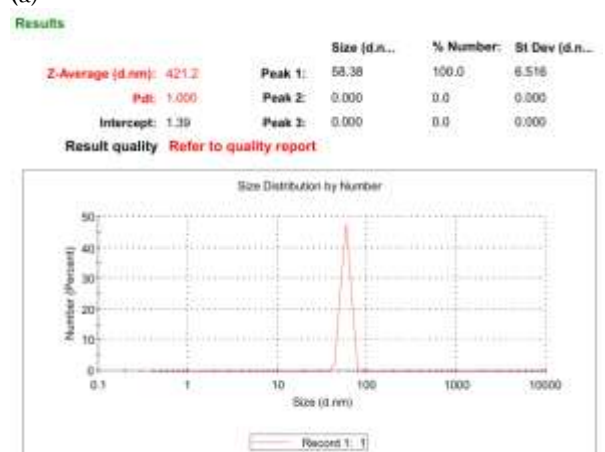 (a)
Results
Size (d.n... % Number: St Dev (d.n...
Z-Average (d.nm): 421.2 Peak 1: 58.38 100.0 6.516
PdI: 1.000 Peak 2: 0.000 0.0 0.000
Intercept: 1.39 Peak 3: 0.000 0.0 0.000
Result quality Refer to quality report
Size Distribution by Number
Number (Percent)
50
40
30
20
10
0
0.1 1 10 100 1000 10000
Size (d.nm)
Record 1: 1